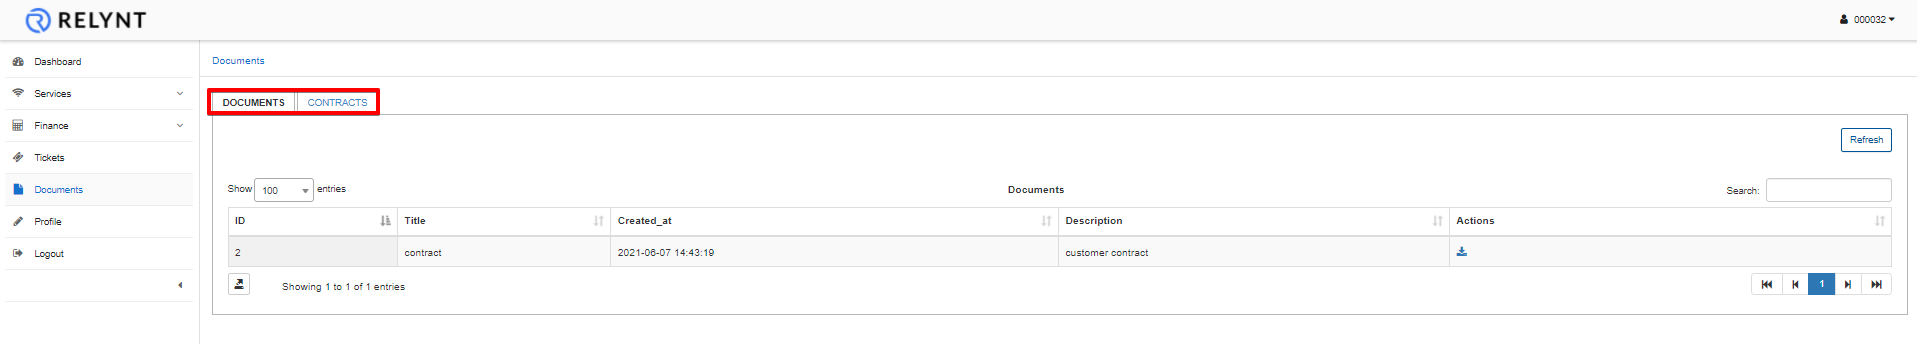 RELYNT
000032
Dashboard
Services
Finance
Tickets
Documents
Profile
Logout
Documents
DOCUMENTS CONTRACTS
Refresh
Show 100 entries
Documents
Search:
ID Title Created_at Description Actions
2 contract 2021-06-07 14:43:19 customer contract
Showing 1 to 1 of 1 entries
1